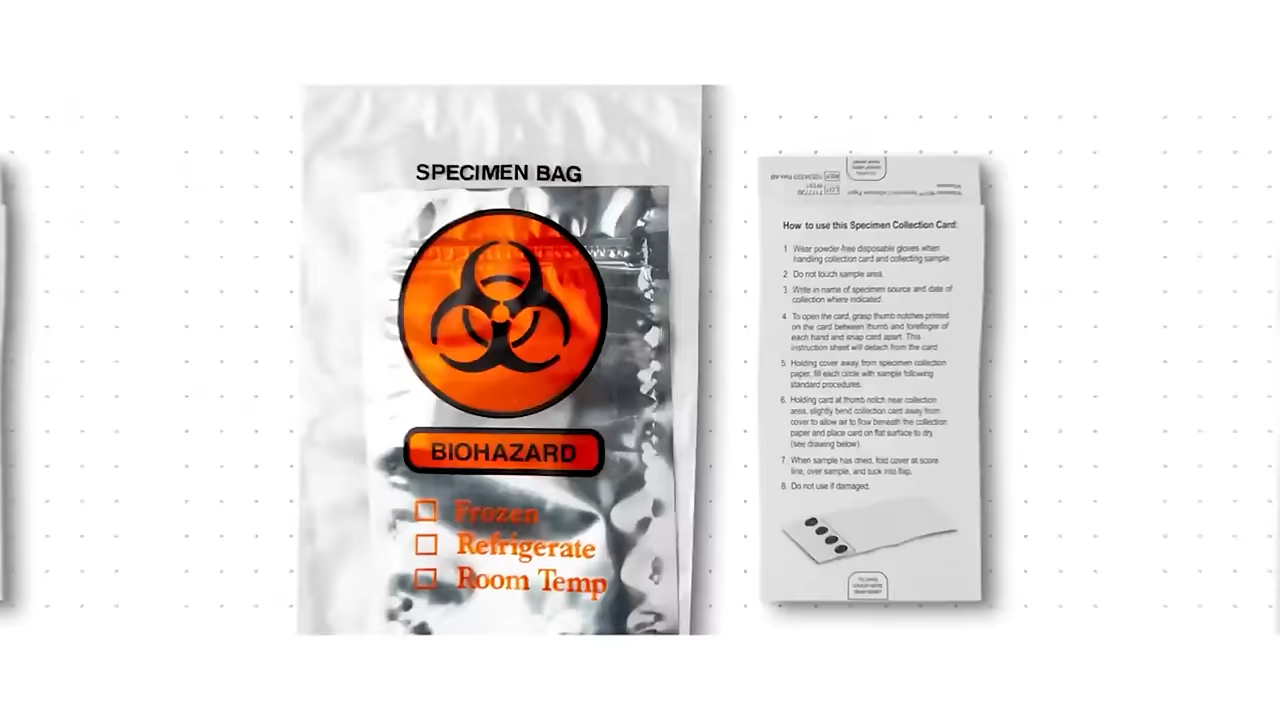 SPECIMEN BAG
BIOHAZARD
Frozen
Refrigerate
Room Temp
How to use this Specimen Collection Card:
1 Wear powder-free disposable gloves when
handling collection card and collecting sample
2 Do not touch sample area.
3 Write in name of specimen source and date of
collection where indicated.
4. To open the card, grasp thumb notches printed
on the card between thumb and forefinger of
each hand and snap card apart. This
instruction sheet will detach from the card
5. Holding cover away from specimen collection
paper, fill each circle with sample following
standard procedures.
6. Holding card at thumb notch near collection
area, slightly bend collection card away from
cover to allow air to flow beneath the collection
paper and place card on flat surface to dry
(see drawing below).
7. When sample has dried, fold cover at score
line, over sample, and tuck into flap.
8. Do not use if damaged.